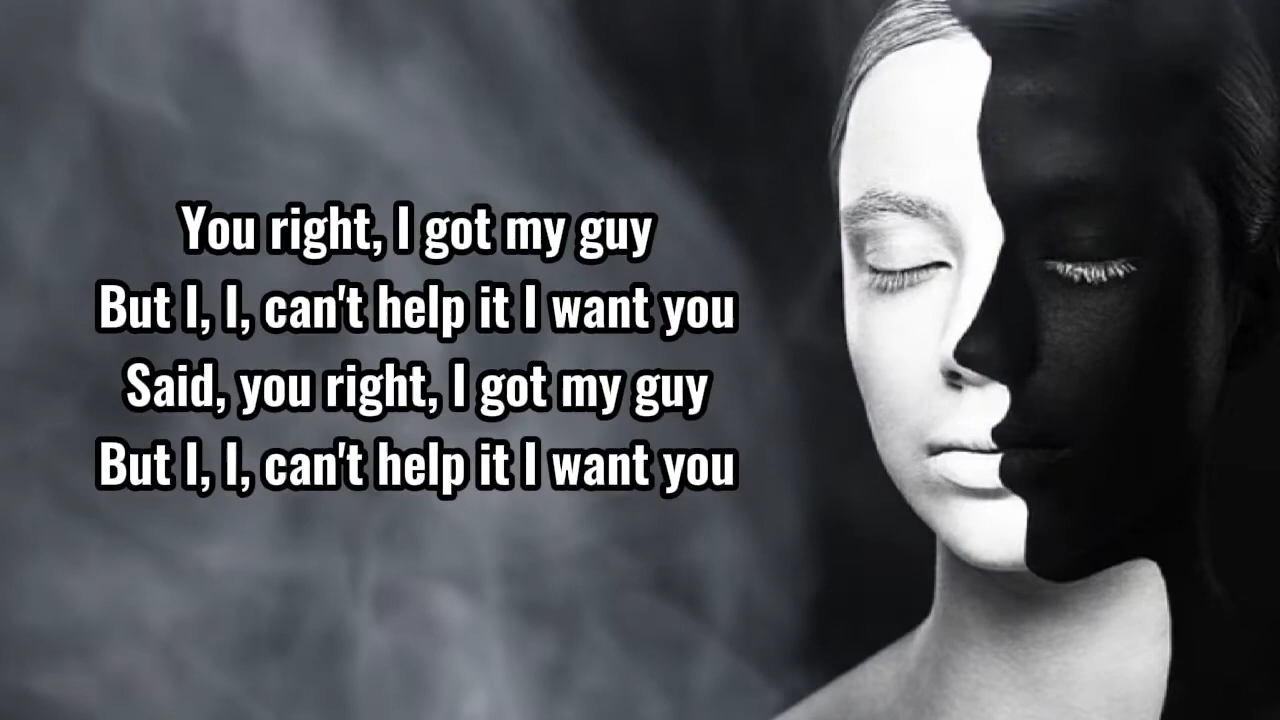 You right, I got my guy
But I, I, can't help it I want you
Said, you right, I got my guy
But I, I, can't help it I want you